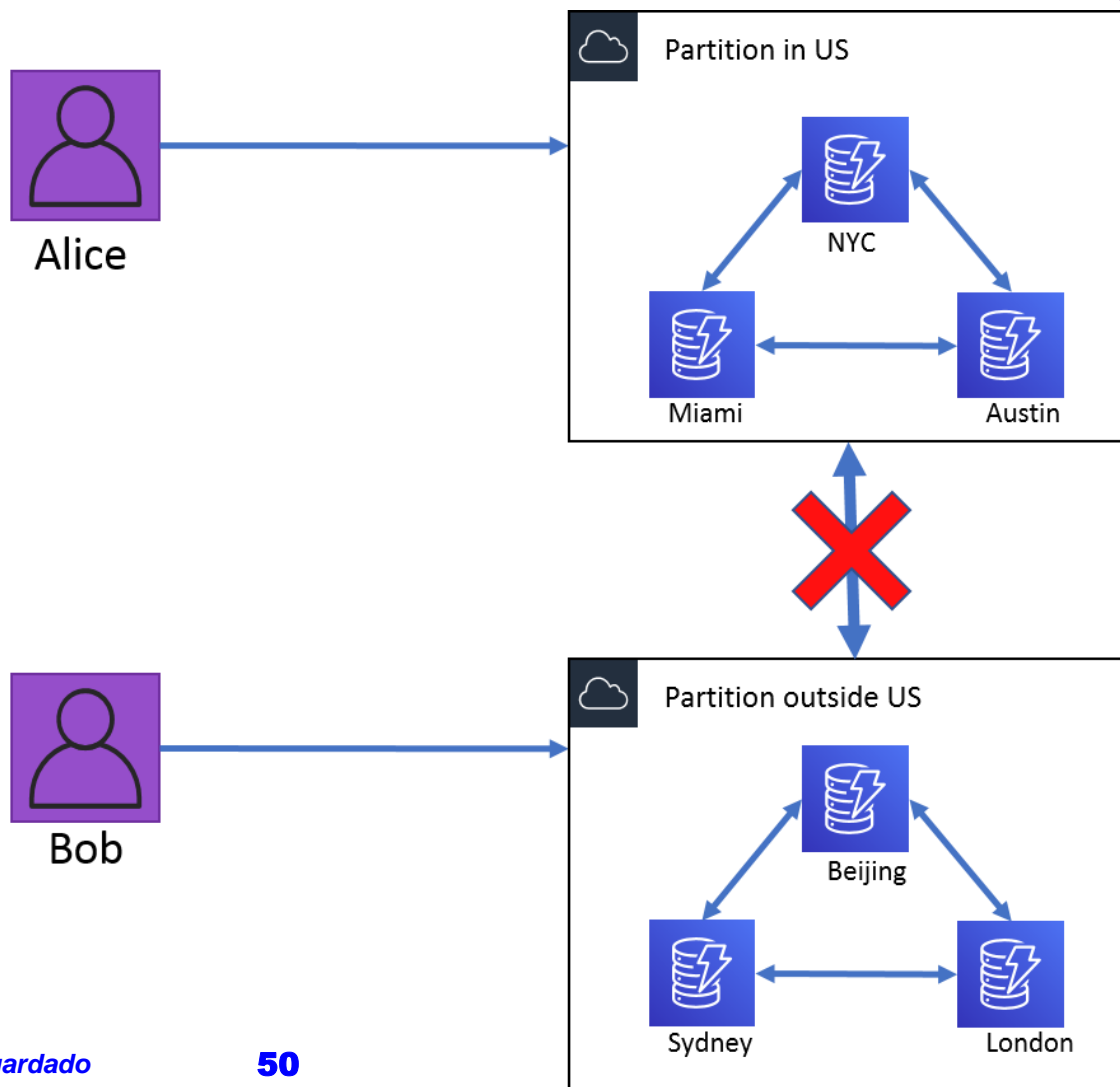 Partition in US
Alice
NYC
Miami
Austin
Partition outside US
Bob
Beijing
Sydney
London
50